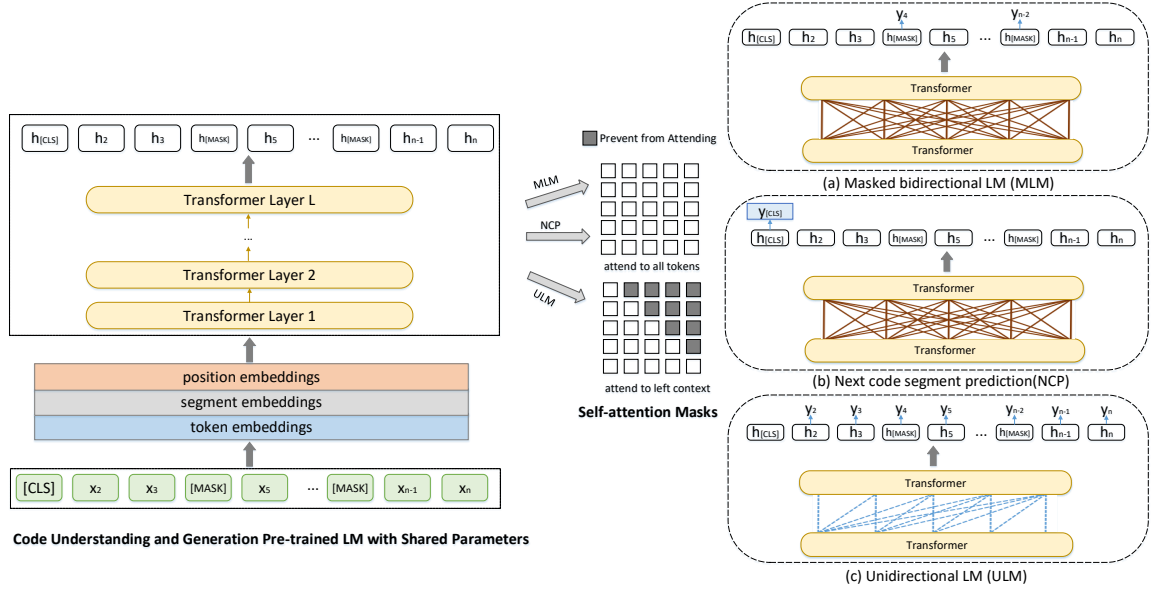 h[CLS] h2 h3 h[MASK] h5 ... h[MASK] hn-1 hn
Transformer Layer L
...
Transformer Layer 2
Transformer Layer 1
position embeddings
segment embeddings
token embeddings
[CLS] x2 x3 [MASK] x5 ... [MASK] xn-1 xn
Code Understanding and Generation Pre-trained LM with Shared Parameters
Prevent from Attending
MLM
NCP
ULM
attend to all tokens
attend to left context
Self-attention Masks
y4 yn-2
h[CLS] h2 h3 h[MASK] h5 ... h[MASK] hn-1 hn
Transformer
Transformer
(a) Masked bidirectional LM (MLM)
y[CLS]
h[CLS] h2 h3 h[MASK] h5 ... h[MASK] hn-1 hn
Transformer
Transformer
(b) Next code segment prediction(NCP)
y2 y3 y4 y5 yn-2 yn-1 yn
h[CLS] h2 h3 h[MASK] h5 ... h[MASK] hn-1 hn
Transformer
Transformer
(c) Unidirectional LM (ULM)